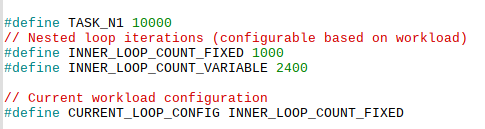 #define TASK_N1 10000
// Nested loop iterations (configurable based on workload)
#define INNER_LOOP_COUNT_FIXED 1000
#define INNER_LOOP_COUNT_VARIABLE 2400
// Current workload configuration
#define CURRENT_LOOP_CONFIG INNER_LOOP_COUNT_FIXED